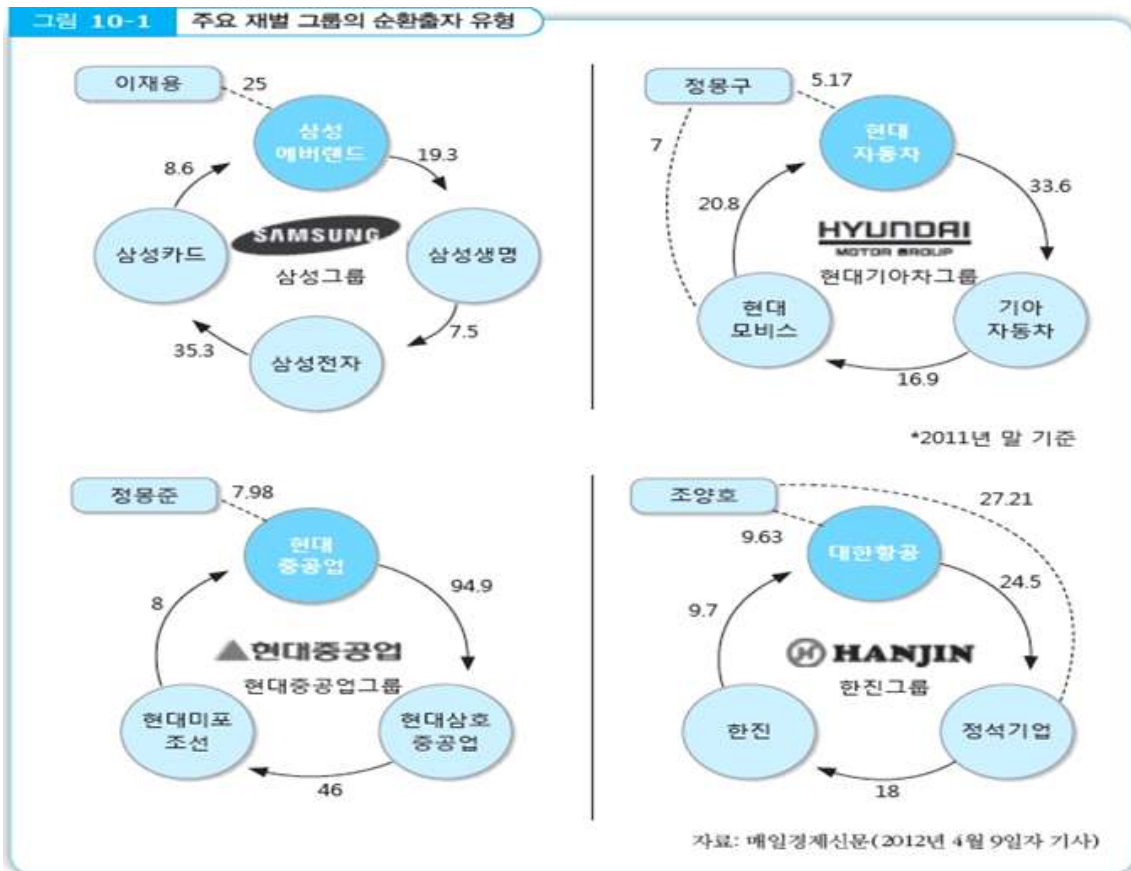 그림 10-1 주요 재벌 그룹의 순환출자 유형
이재용
25
삼성
에버랜드
19.3
8.6
삼성카드
SAMSUNG
삼성그룹
삼성생명
35.3
삼성전자
7.5
정몽구
5.17
현대
자동차
7
20.8
33.6
HYUNDAI
MOTOR GROUP
현대기아차그룹
현대
모비스
기아
자동차
16.9
*2011년 말 기준
정몽준
7.98
현대
중공업
94.9
8
현대중공업
현대중공업그룹
현대미포
조선
현대삼호
중공업
46
조양호
27.21
9.63
대한항공
24.5
9.7
HANJIN
한진그룹
한진
정석기업
18
자료: 매일경제신문(2012년 4월 9일자 기사)